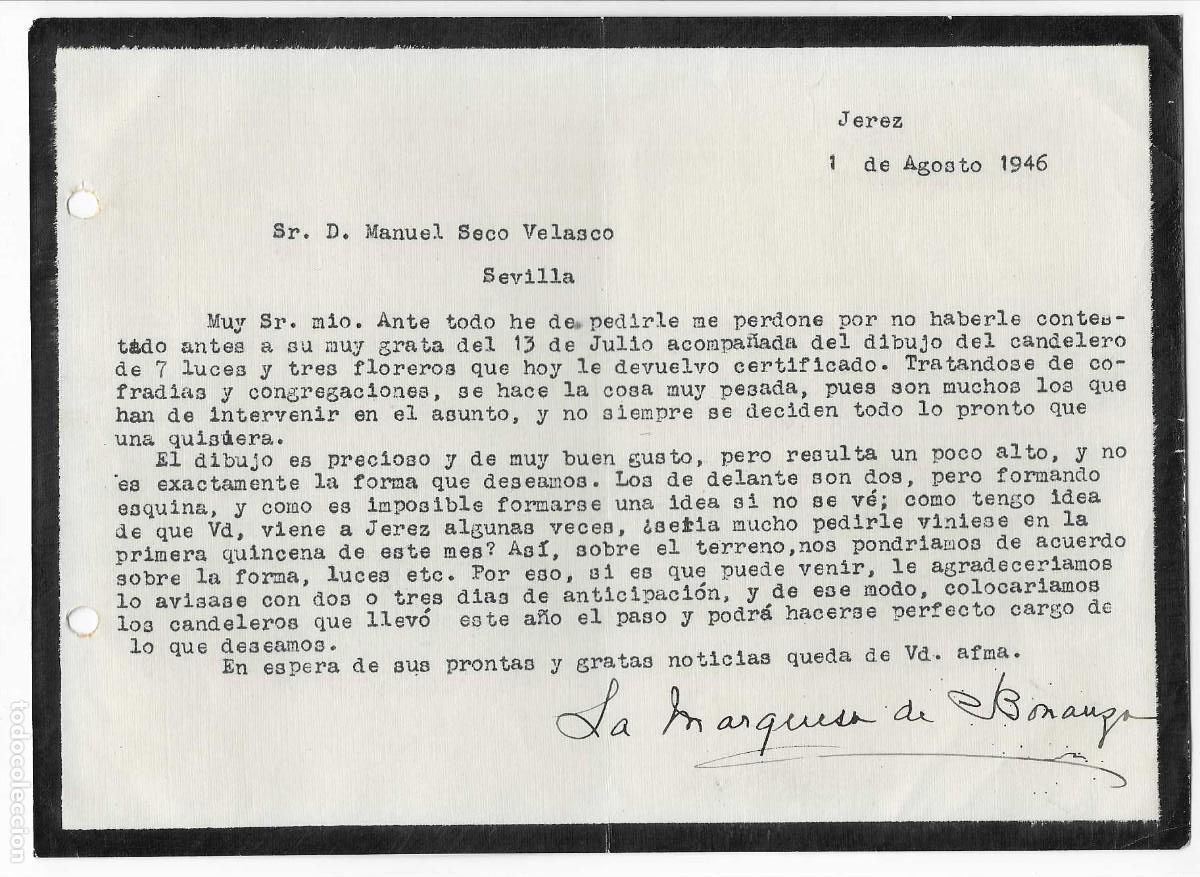 Jerez
1 de Agosto 1946
Sr. D. Manuel Seco Velasco
Sevilla
Muy Sr. mio. Ante todo he de pedirle me perdone por no haberle contes-
tado antes a su muy grata del 13 de Julio acompañada del dibujo del candelero
de 7 luces y tres floreros que hoy le devuelvo certificado. Tratandose de co-
fradias y congregaciones, se hace la cosa muy pesada, pues son muchos los que
han de intervenir en el asunto, y no siempre se deciden todo lo pronto que
una quisiera.
El dibujo es precioso y de muy buen gusto, pero resulta un poco alto, y no
es exactamente la forma que deseamos. Los de delante son dos, pero formando
esquina, y como es imposible formarse una idea si no se vé; como tengo idea
de que Vd, viene a Jerez algunas veces, ¿seria mucho pedirle viniese en la
primera quincena de este mes? Así, sobre el terreno,nos pondriamos de acuerdo
sobre la forma, luces etc. Por eso, si es que puede venir, le agradeceriamos
lo avisase con dos o tres dias de anticipación, y de ese modo, colocariamos
los candeleros que llevó este año el paso y podrá hacerse perfecto cargo de
lo que deseamos.
En espera de sus prontas y gratas noticias queda de Vd. afma.
La Marquesa de Bonanza
todocoleccion